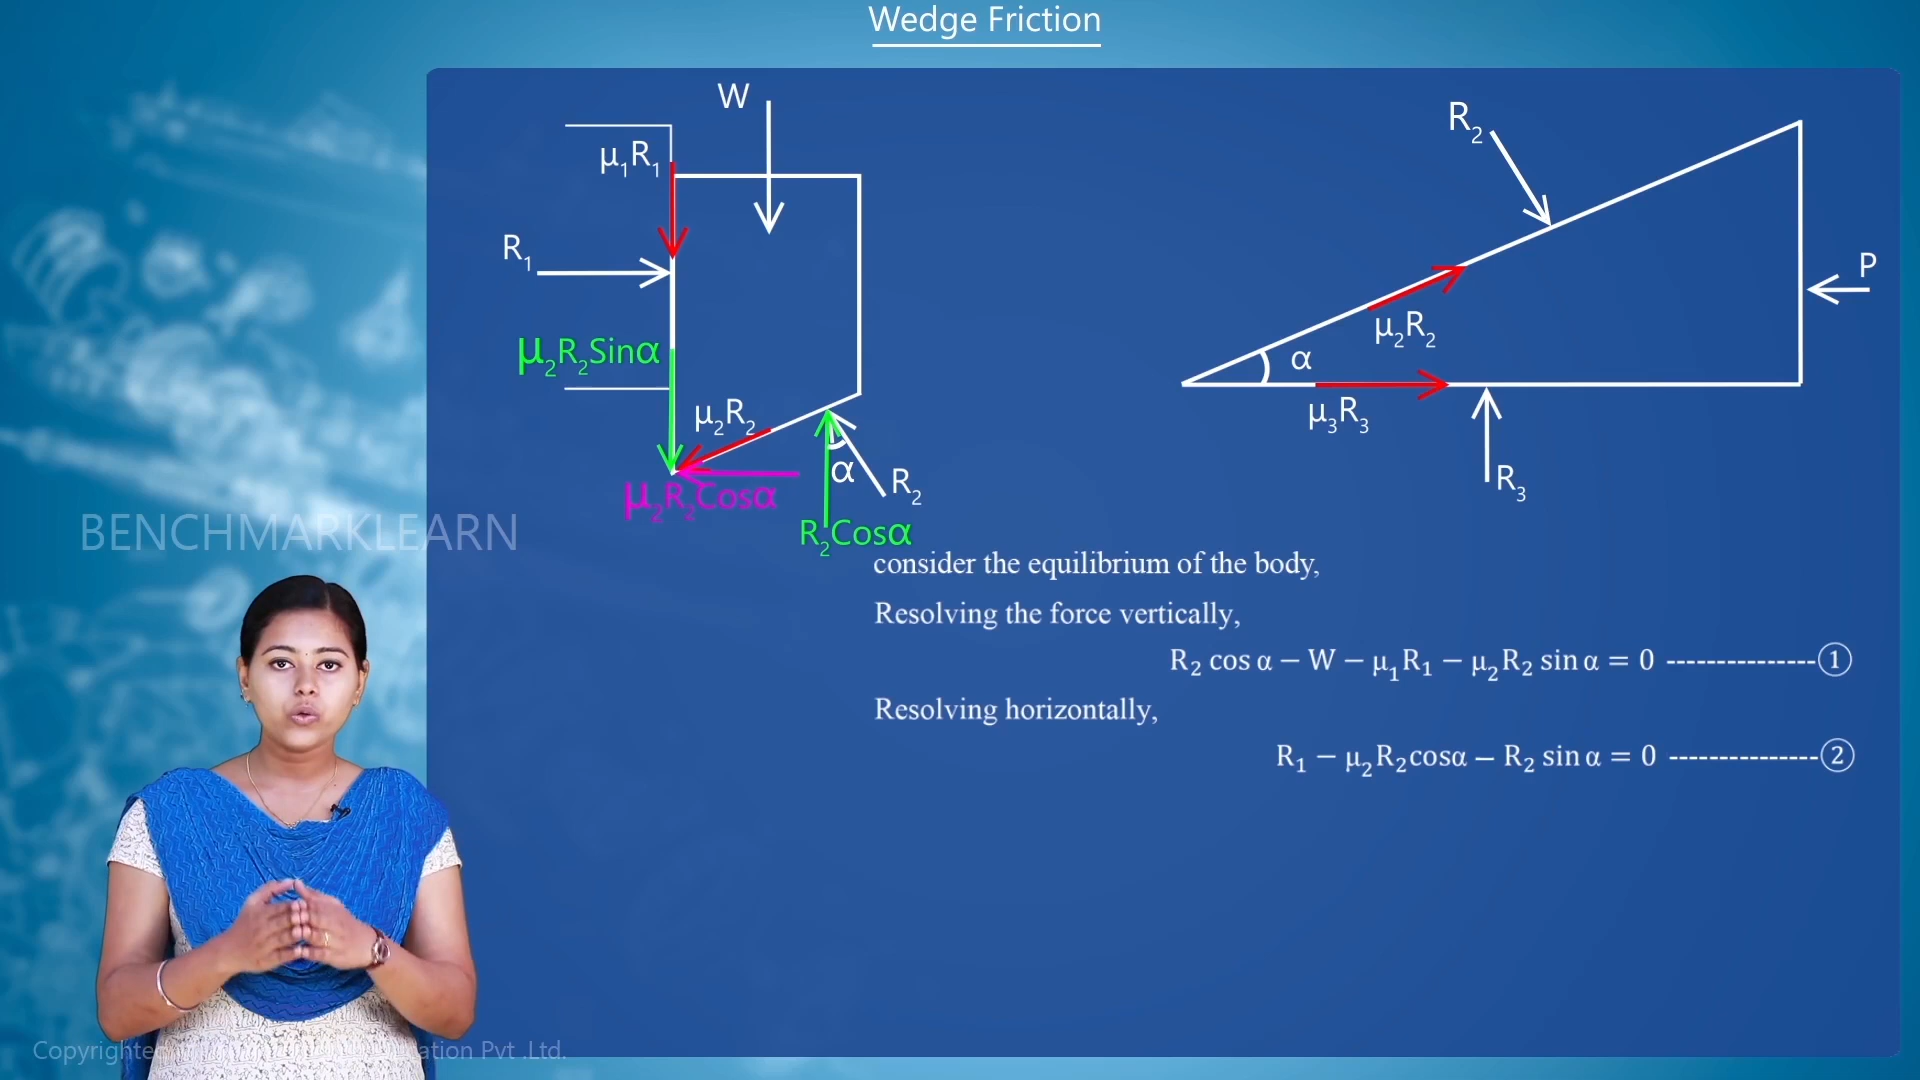 Wedge Friction
W
μ₁R₁
R₁
μ₂R₂Sinα
μ₂R₂
μ₂R₂Cosα
α
R₂
R₂Cosα
R₂
P
μ₂R₂
α
μ₃R₃
R₃
BENCHMARKLEARN
consider the equilibrium of the body,
Resolving the force vertically,
R₂ cos α − W − μ₁R₁ − μ₂R₂ sin α = 0 ---------------①
Resolving horizontally,
R₁ − μ₂R₂cosα − R₂ sin α = 0 ---------------②
Pvt .Ltd.